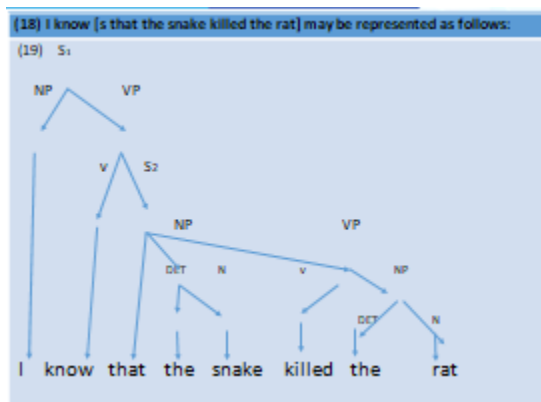 (18) I know [s that the snake killed the rat] may be represented as follows:
(19) S1
NP VP
v S2
NP VP
DET N v NP
DET N
I know that the snake killed the rat